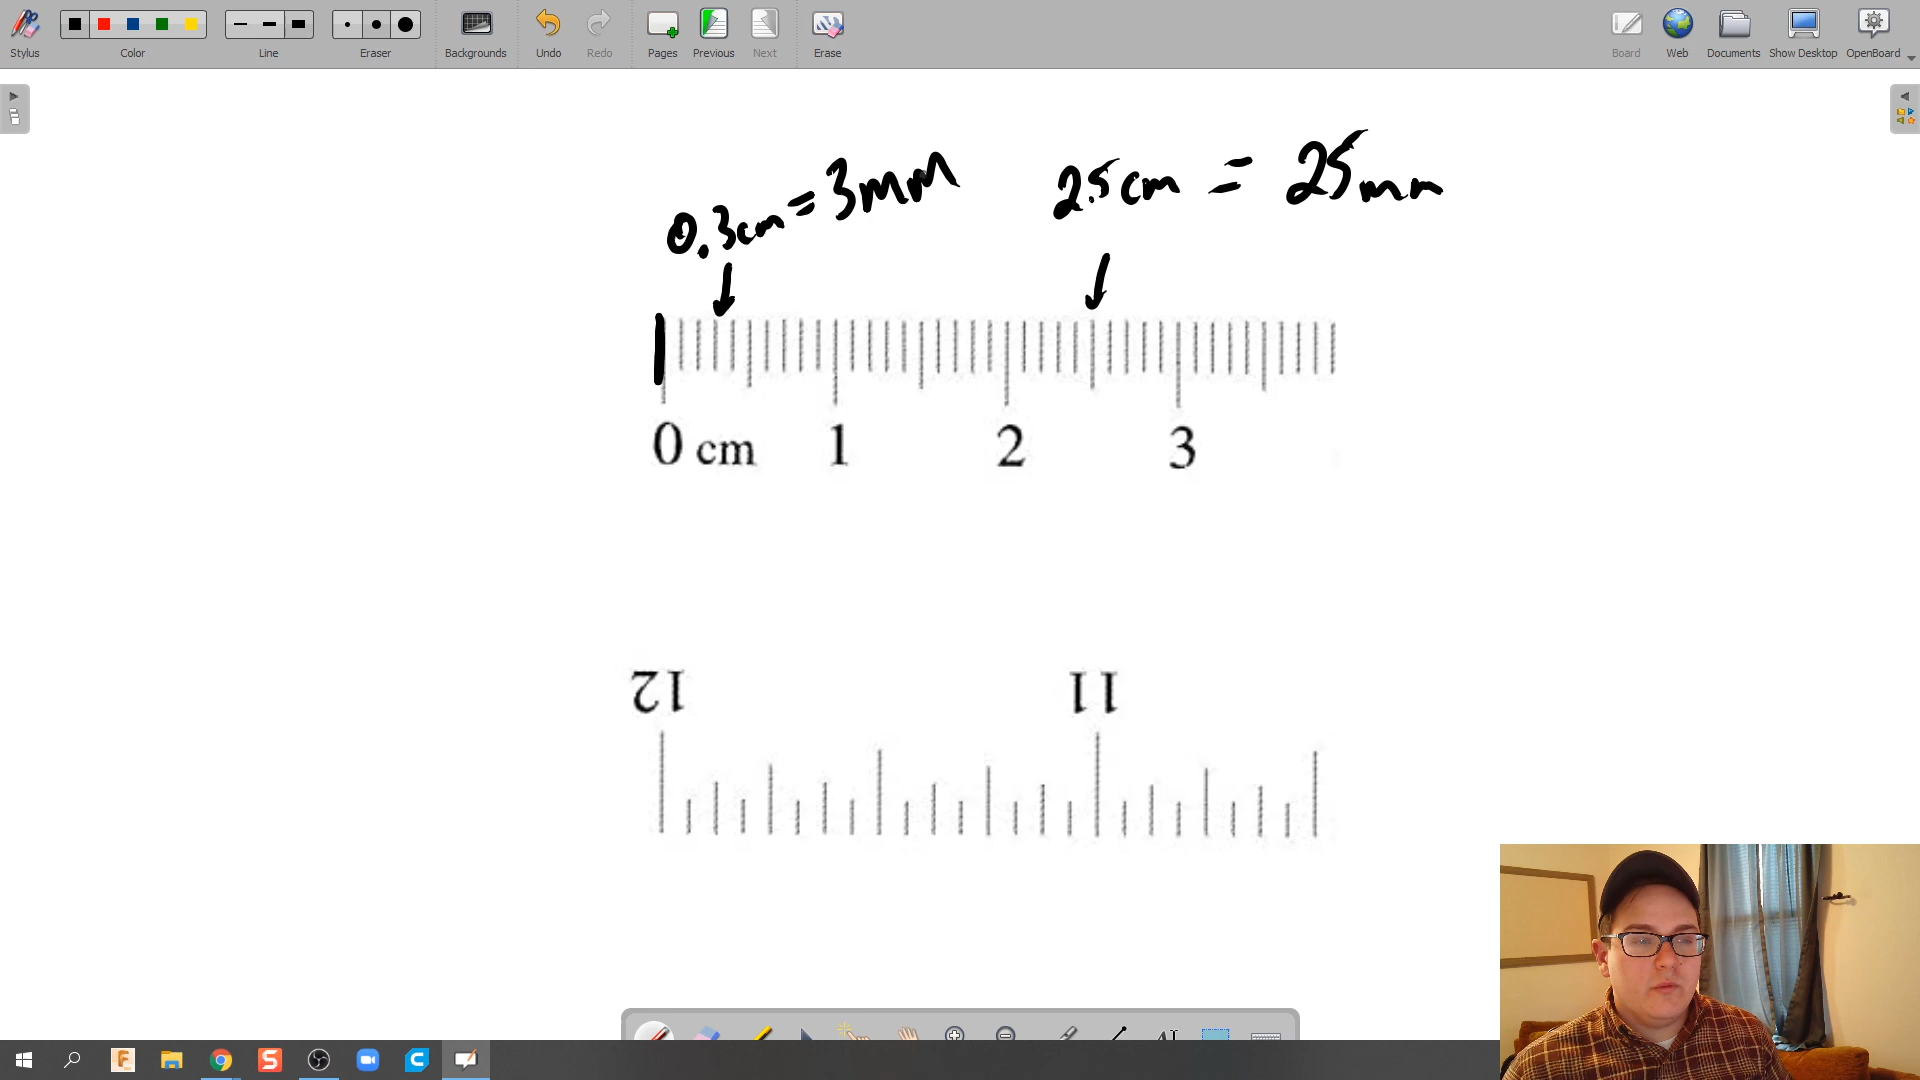 Stylus
Color
Line
Eraser
Backgrounds
Undo
Redo
Pages
Previous
Next
Erase
Board
Web
Documents
Show Desktop
OpenBoard
0.3cm = 3mm
2.5cm = 25mm
0 cm 1 2 3
12 11